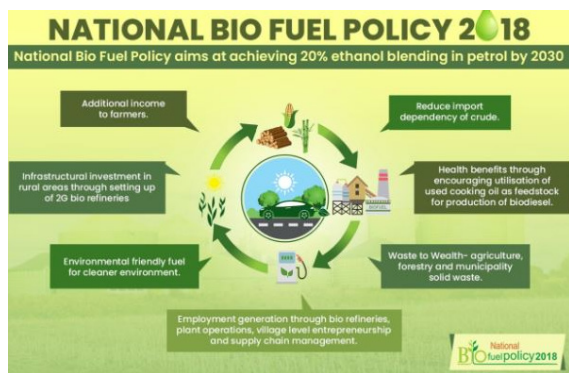 NATIONAL BIO FUEL POLICY 2018
National Bio Fuel Policy aims at achieving 20% ethanol blending in petrol by 2030
Additional income
to farmers.
Reduce import
dependency of crude.
Infrastructural investment in
rural areas through setting up
of 2G bio refineries
Health benefits through
encouraging utilisation of
used cooking oil as feedstock
for production of biodiesel.
BIOFUEL
Environmental friendly fuel
for cleaner environment.
Waste to Wealth- agriculture,
forestry and municipality
solid waste.
Employment generation through bio refineries,
plant operations, village level entrepreneurship
and supply chain management.
National
BIO fuelpolicy2018